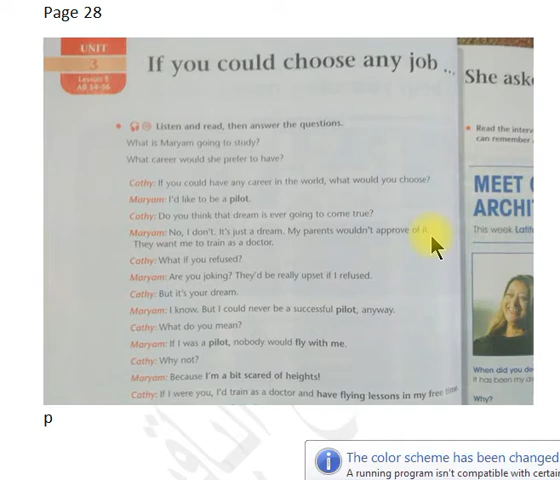 Page 28
UNIT
3
Lesson 1
If you could choose any job ...
She ask
Listen and read, then answer the questions.
What is Maryam going to study?
What career would she prefer to have?
Cathy: If you could have any career in the world, what would you choose?
Maryam: I'd like to be a pilot.
Cathy: Do you think that dream is ever going to come true?
Maryam: No, I don't. It's just a dream. My parents wouldn't approve of it.
They want me to train as a doctor.
Cathy: What if you refused?
Maryam: Are you joking? They'd be really upset if I refused.
Cathy: But it's your dream.
Maryam: I know. But I could never be a successful pilot, anyway.
Cathy: What do you mean?
Maryam: If I was a pilot, nobody would fly with me.
Cathy: Why not?
Maryam: Because I'm a bit scared of heights!
Cathy: If I were you, I'd train as a doctor and have flying lessons in my free time.
Read the interv
can remember
MEET
ARCHI
This week Latif
When did you de
It has been my
Why?
p
The color scheme has been changed
A running program isn't compatible with certai